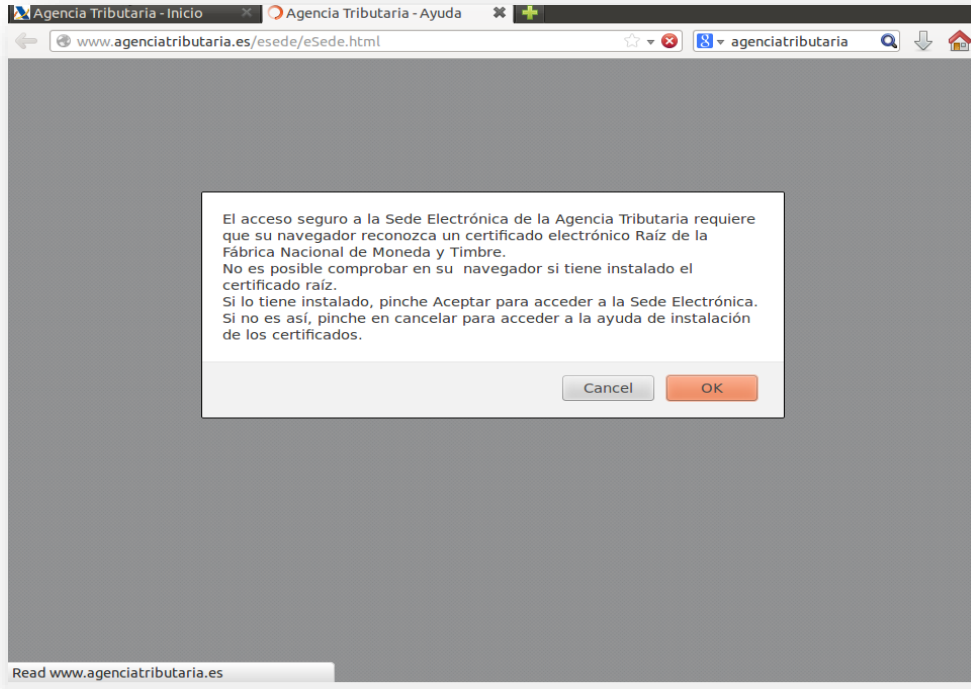 Agencia Tributaria - Inicio
Agencia Tributaria - Ayuda
www.agenciatributaria.es/esede/eSede.html
8
agenciatributaria
El acceso seguro a la Sede Electrónica de la Agencia Tributaria requiere
que su navegador reconozca un certificado electrónico Raíz de la
Fábrica Nacional de Moneda y Timbre.
No es posible comprobar en su  navegador si tiene instalado el
certificado raíz.
Si lo tiene instalado, pinche Aceptar para acceder a la Sede Electrónica.
Si no es así, pinche en cancelar para acceder a la ayuda de instalación
de los certificados.
Cancel
OK
Read www.agenciatributaria.es